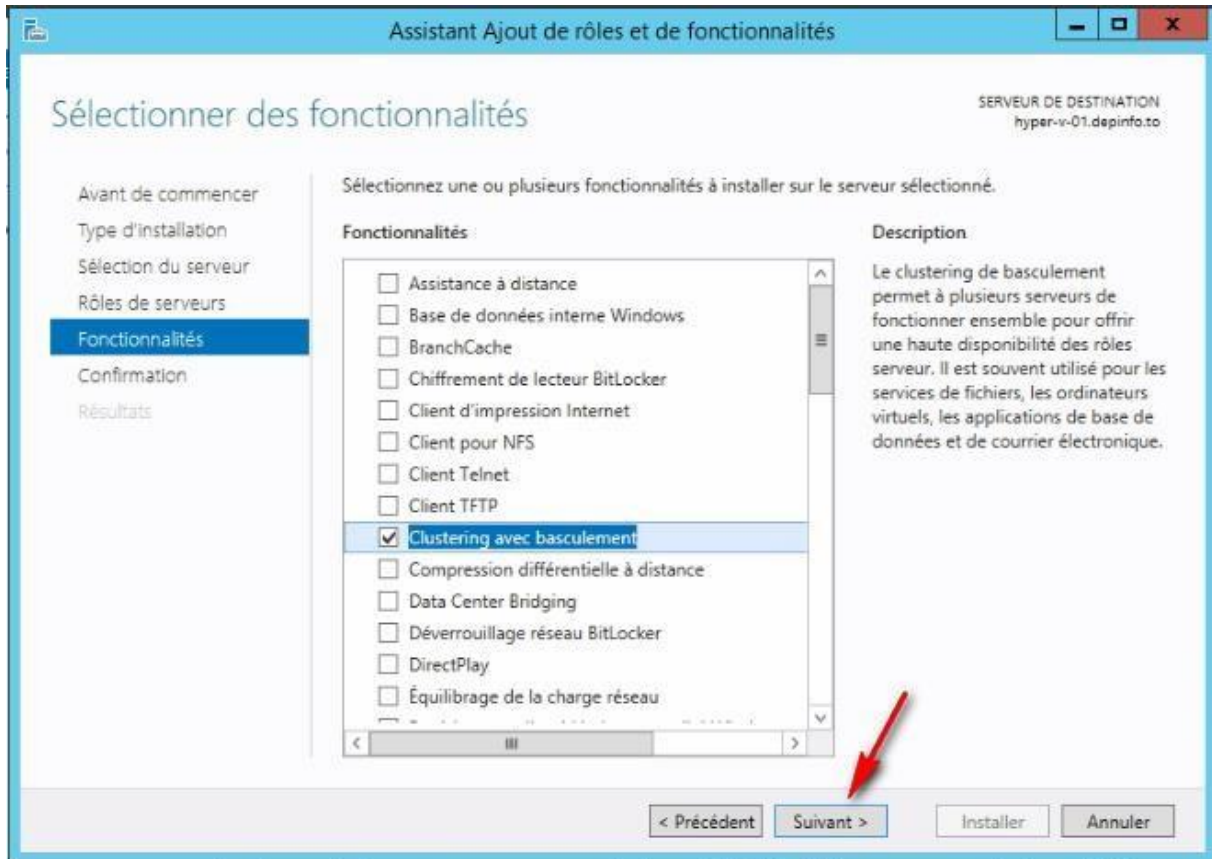 Assistant Ajout de rôles et de fonctionnalités
Sélectionner des fonctionnalités
SERVEUR DE DESTINATION
hyper-v-01.depinfo.to
Avant de commencer
Type d'installation
Sélection du serveur
Rôles de serveurs
Fonctionnalités
Confirmation
Résultats
Sélectionnez une ou plusieurs fonctionnalités à installer sur le serveur sélectionné.
Fonctionnalités
Assistance à distance
Base de données interne Windows
BranchCache
Chiffrement de lecteur BitLocker
Client d'impression Internet
Client pour NFS
Client Telnet
Client TFTP
Clustering avec basculement
Compression différentielle à distance
Data Center Bridging
Déverrouillage réseau BitLocker
DirectPlay
Équilibrage de la charge réseau
Description
Le clustering de basculement
permet à plusieurs serveurs de
fonctionner ensemble pour offrir
une haute disponibilité des rôles
serveur. Il est souvent utilisé pour les
services de fichiers, les ordinateurs
virtuels, les applications de base de
données et de courrier électronique.
< Précédent
Suivant >
Installer
Annuler